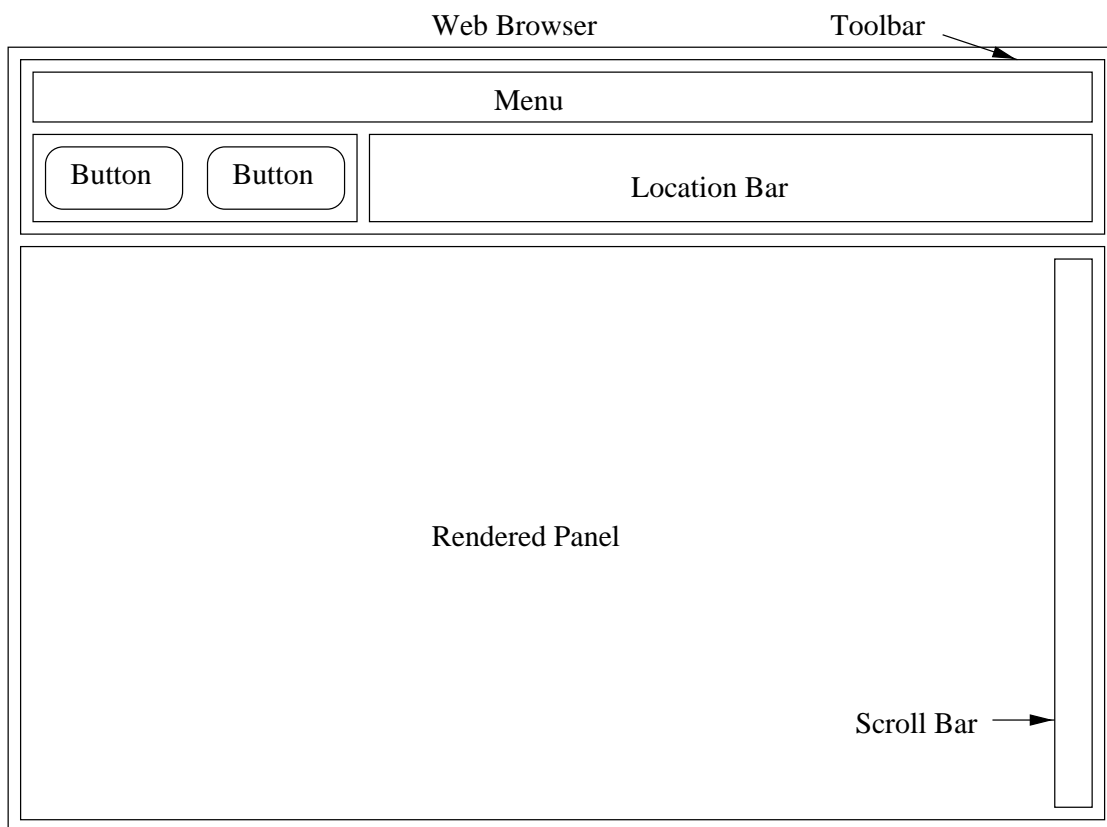 Web Browser
Toolbar
Menu
Button
Button
Location Bar
Rendered Panel
Scroll Bar